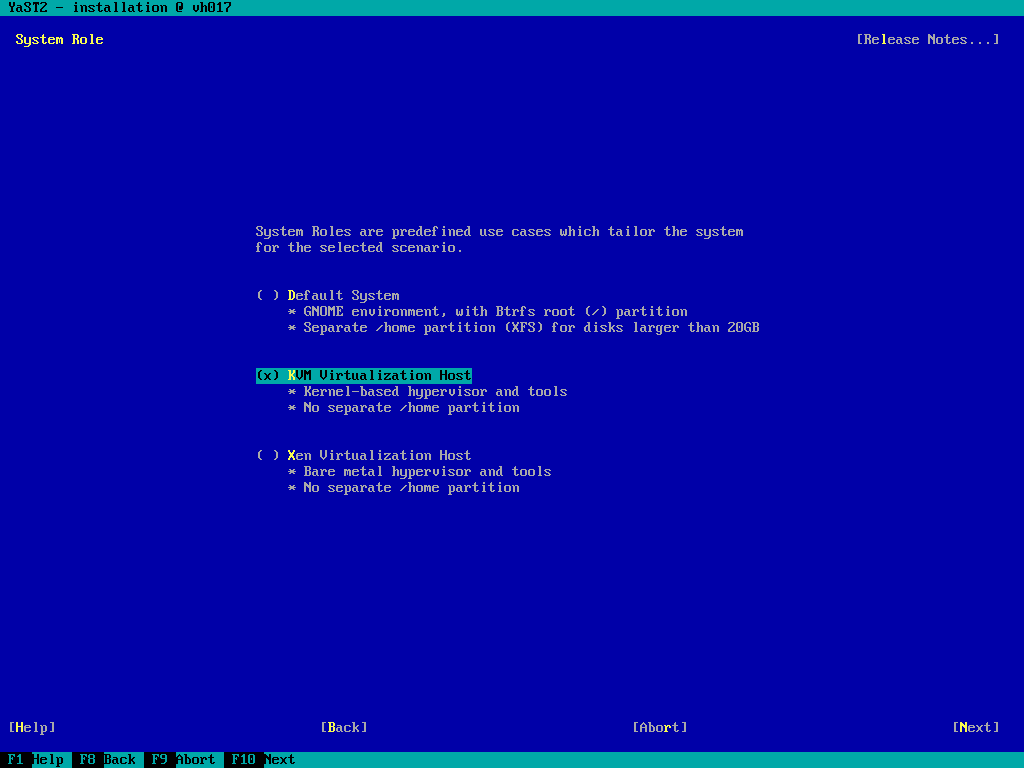 YaST2 - installation @ vh017
System Role [Release Notes...]
System Roles are predefined use cases which tailor the system
for the selected scenario.
( ) Default System
* GNOME environment, with Btrfs root (/) partition
* Separate /home partition (XFS) for disks larger than 20GB
(x) KVM Virtualization Host
* Kernel-based hypervisor and tools
* No separate /home partition
( ) Xen Virtualization Host
* Bare metal hypervisor and tools
* No separate /home partition
[Help] [Back] [Abort] [Next]
F1 Help F8 Back F9 Abort F10 Next